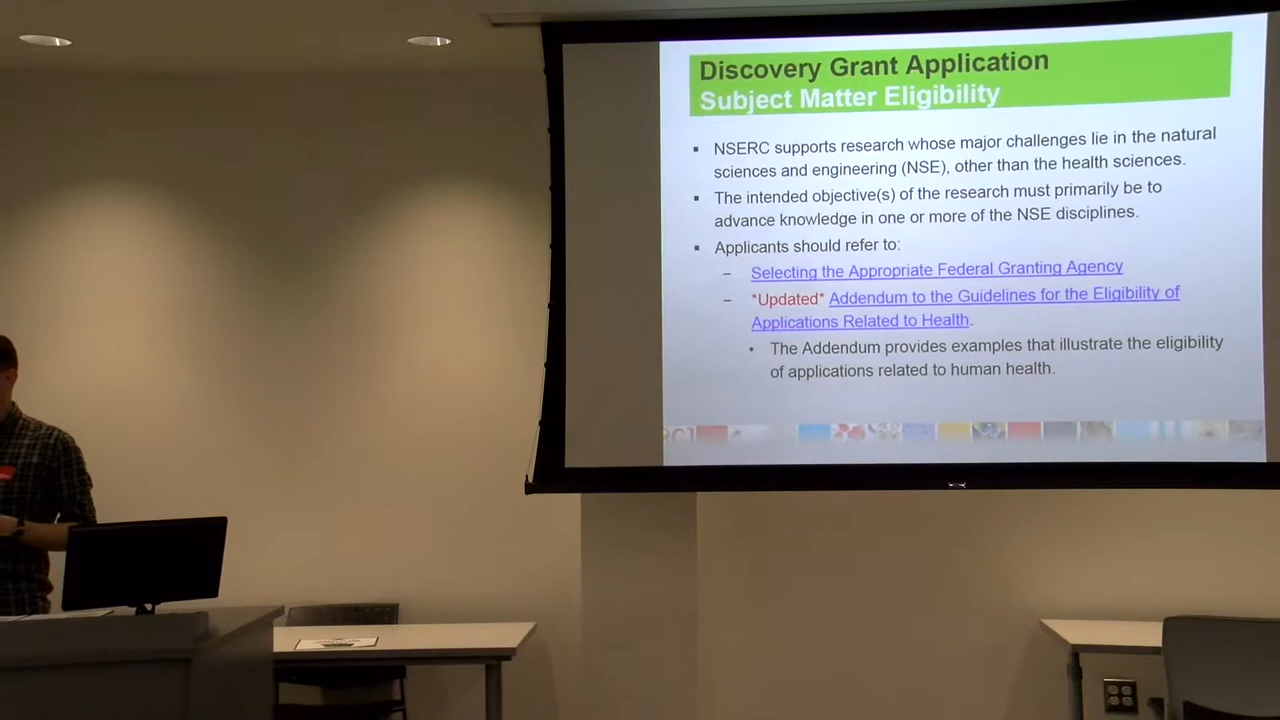 Discovery Grant Application
Subject Matter Eligibility
▪ NSERC supports research whose major challenges lie in the natural
sciences and engineering (NSE), other than the health sciences.
▪ The intended objective(s) of the research must primarily be to
advance knowledge in one or more of the NSE disciplines.
▪ Applicants should refer to:
– Selecting the Appropriate Federal Granting Agency
– *Updated* Addendum to the Guidelines for the Eligibility of
Applications Related to Health.
• The Addendum provides examples that illustrate the eligibility
of applications related to human health.